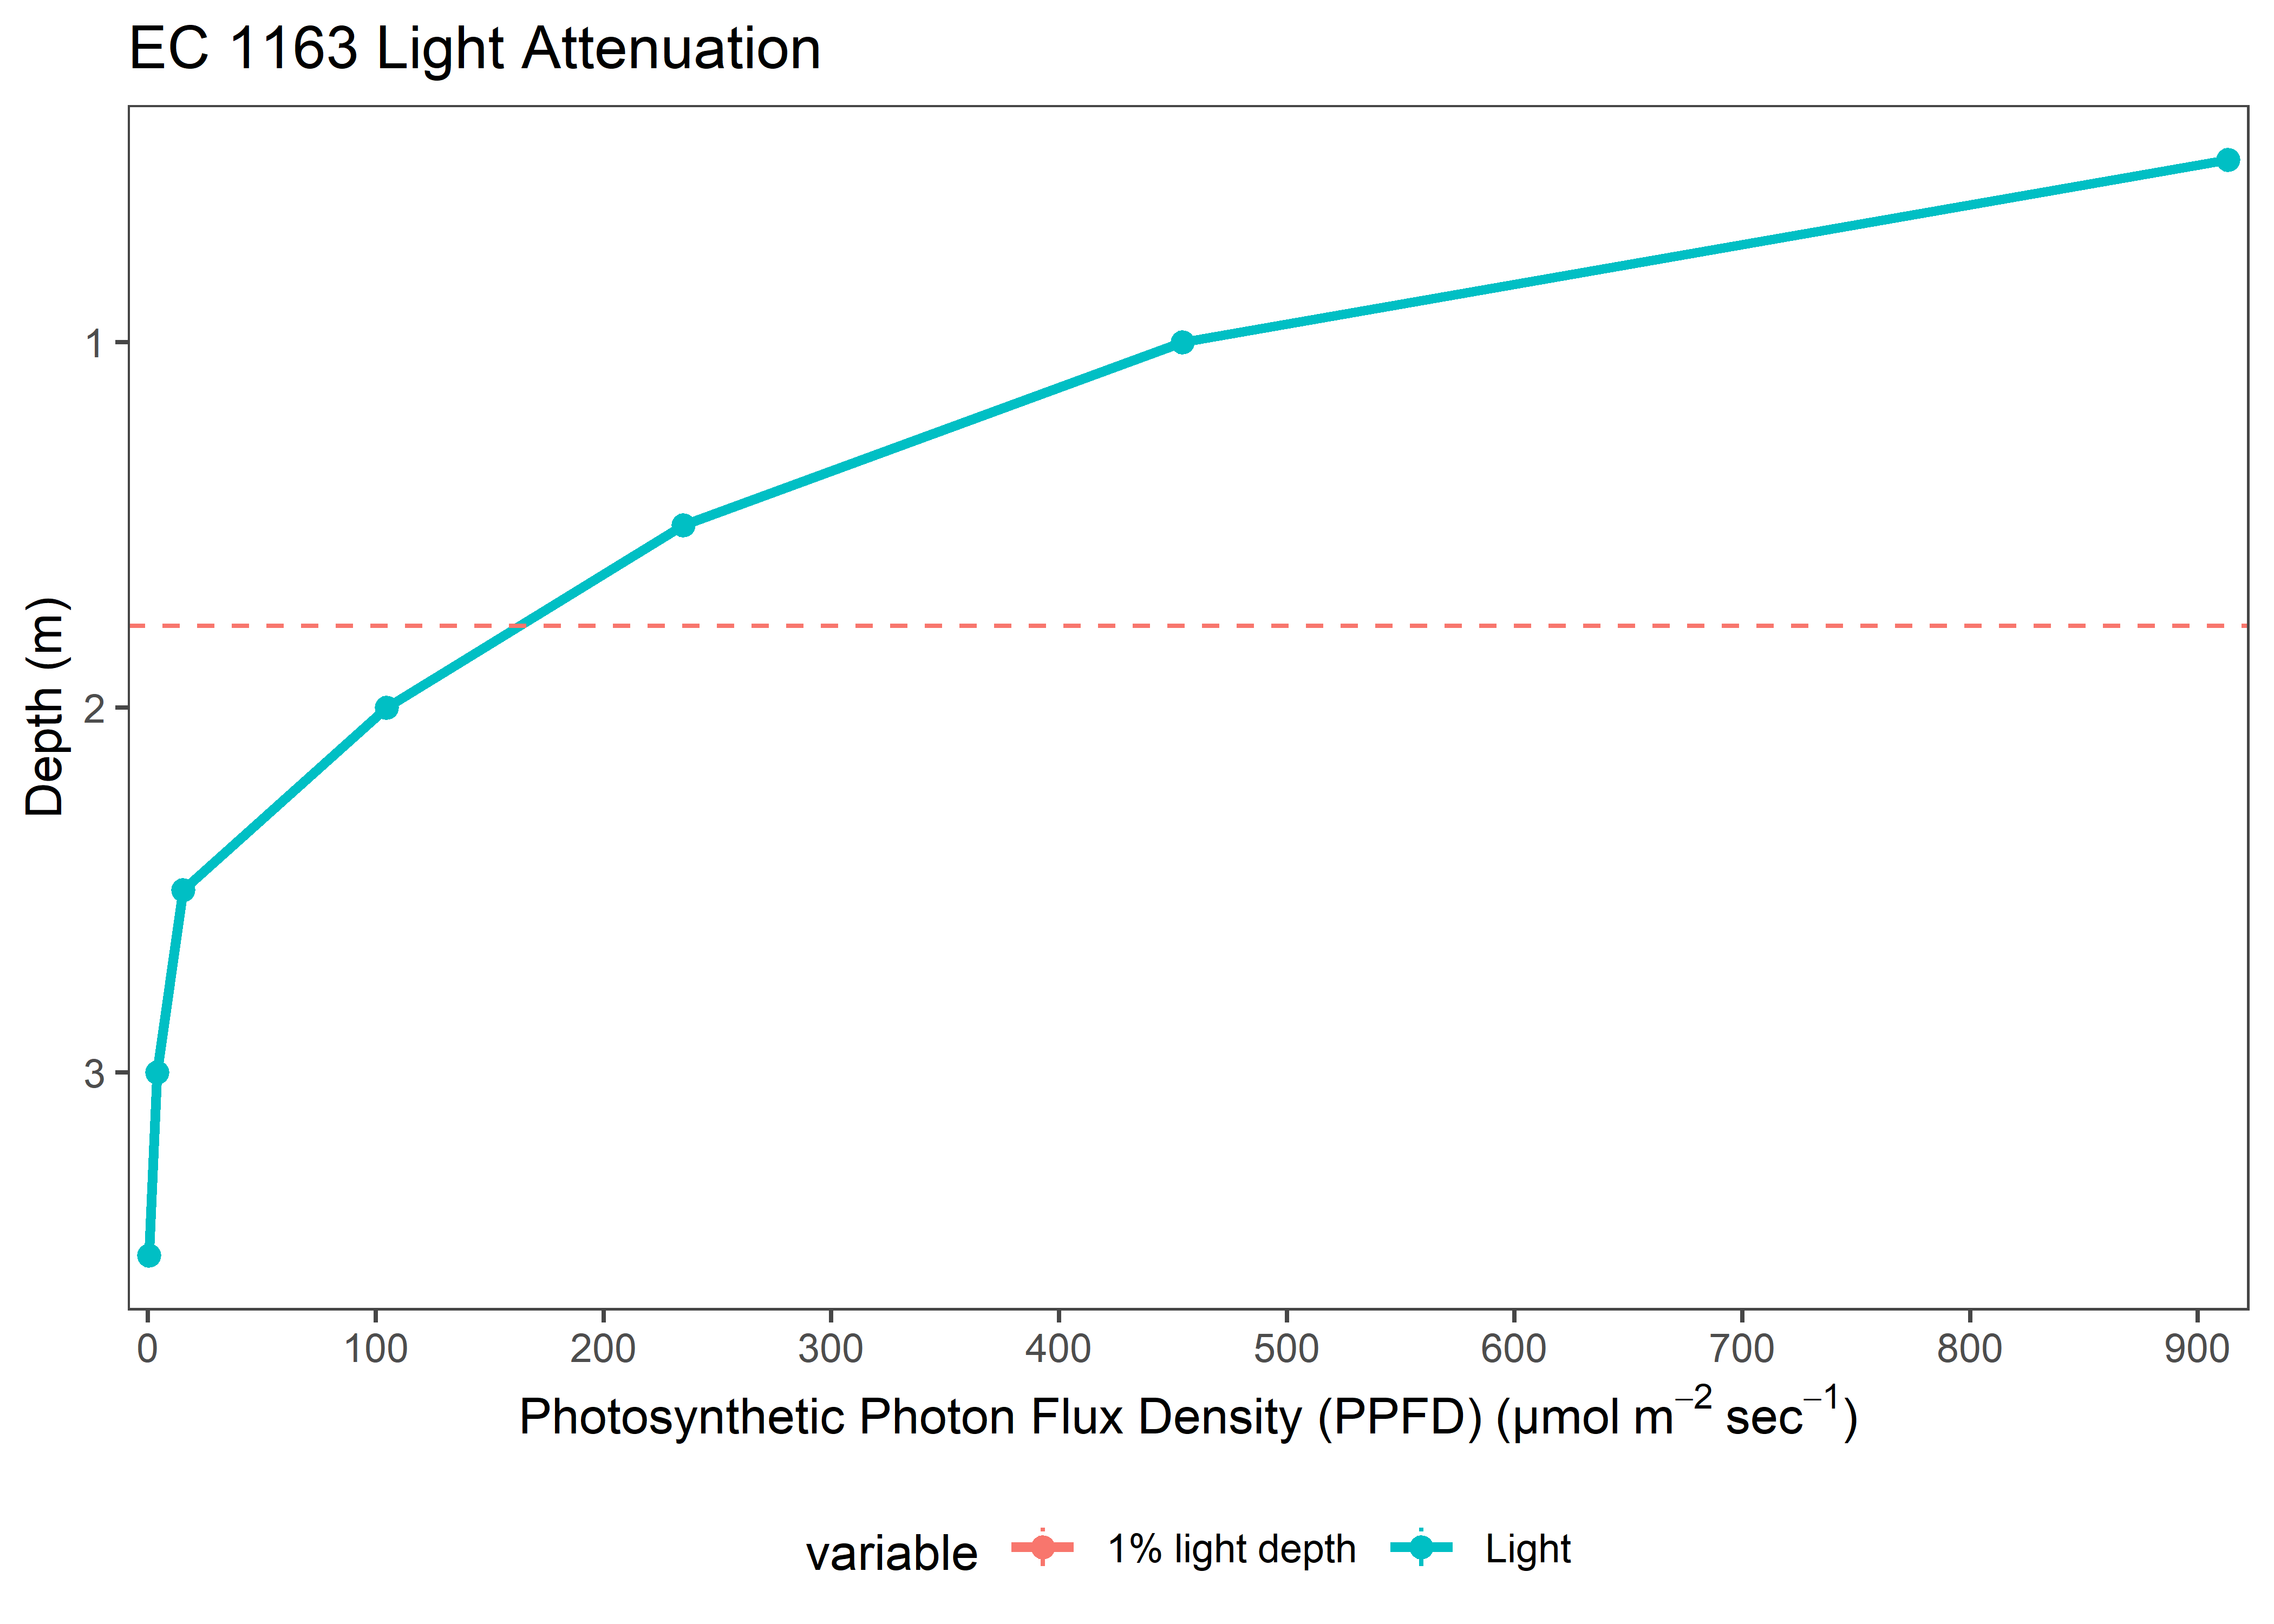 EC 1163 Light Attenuation
Depth (m)
1
2
3
0 100 200 300 400 500 600 700 800 900
Photosynthetic Photon Flux Density (PPFD) (µmol m⁻² sec⁻¹)
variable 1% light depth Light